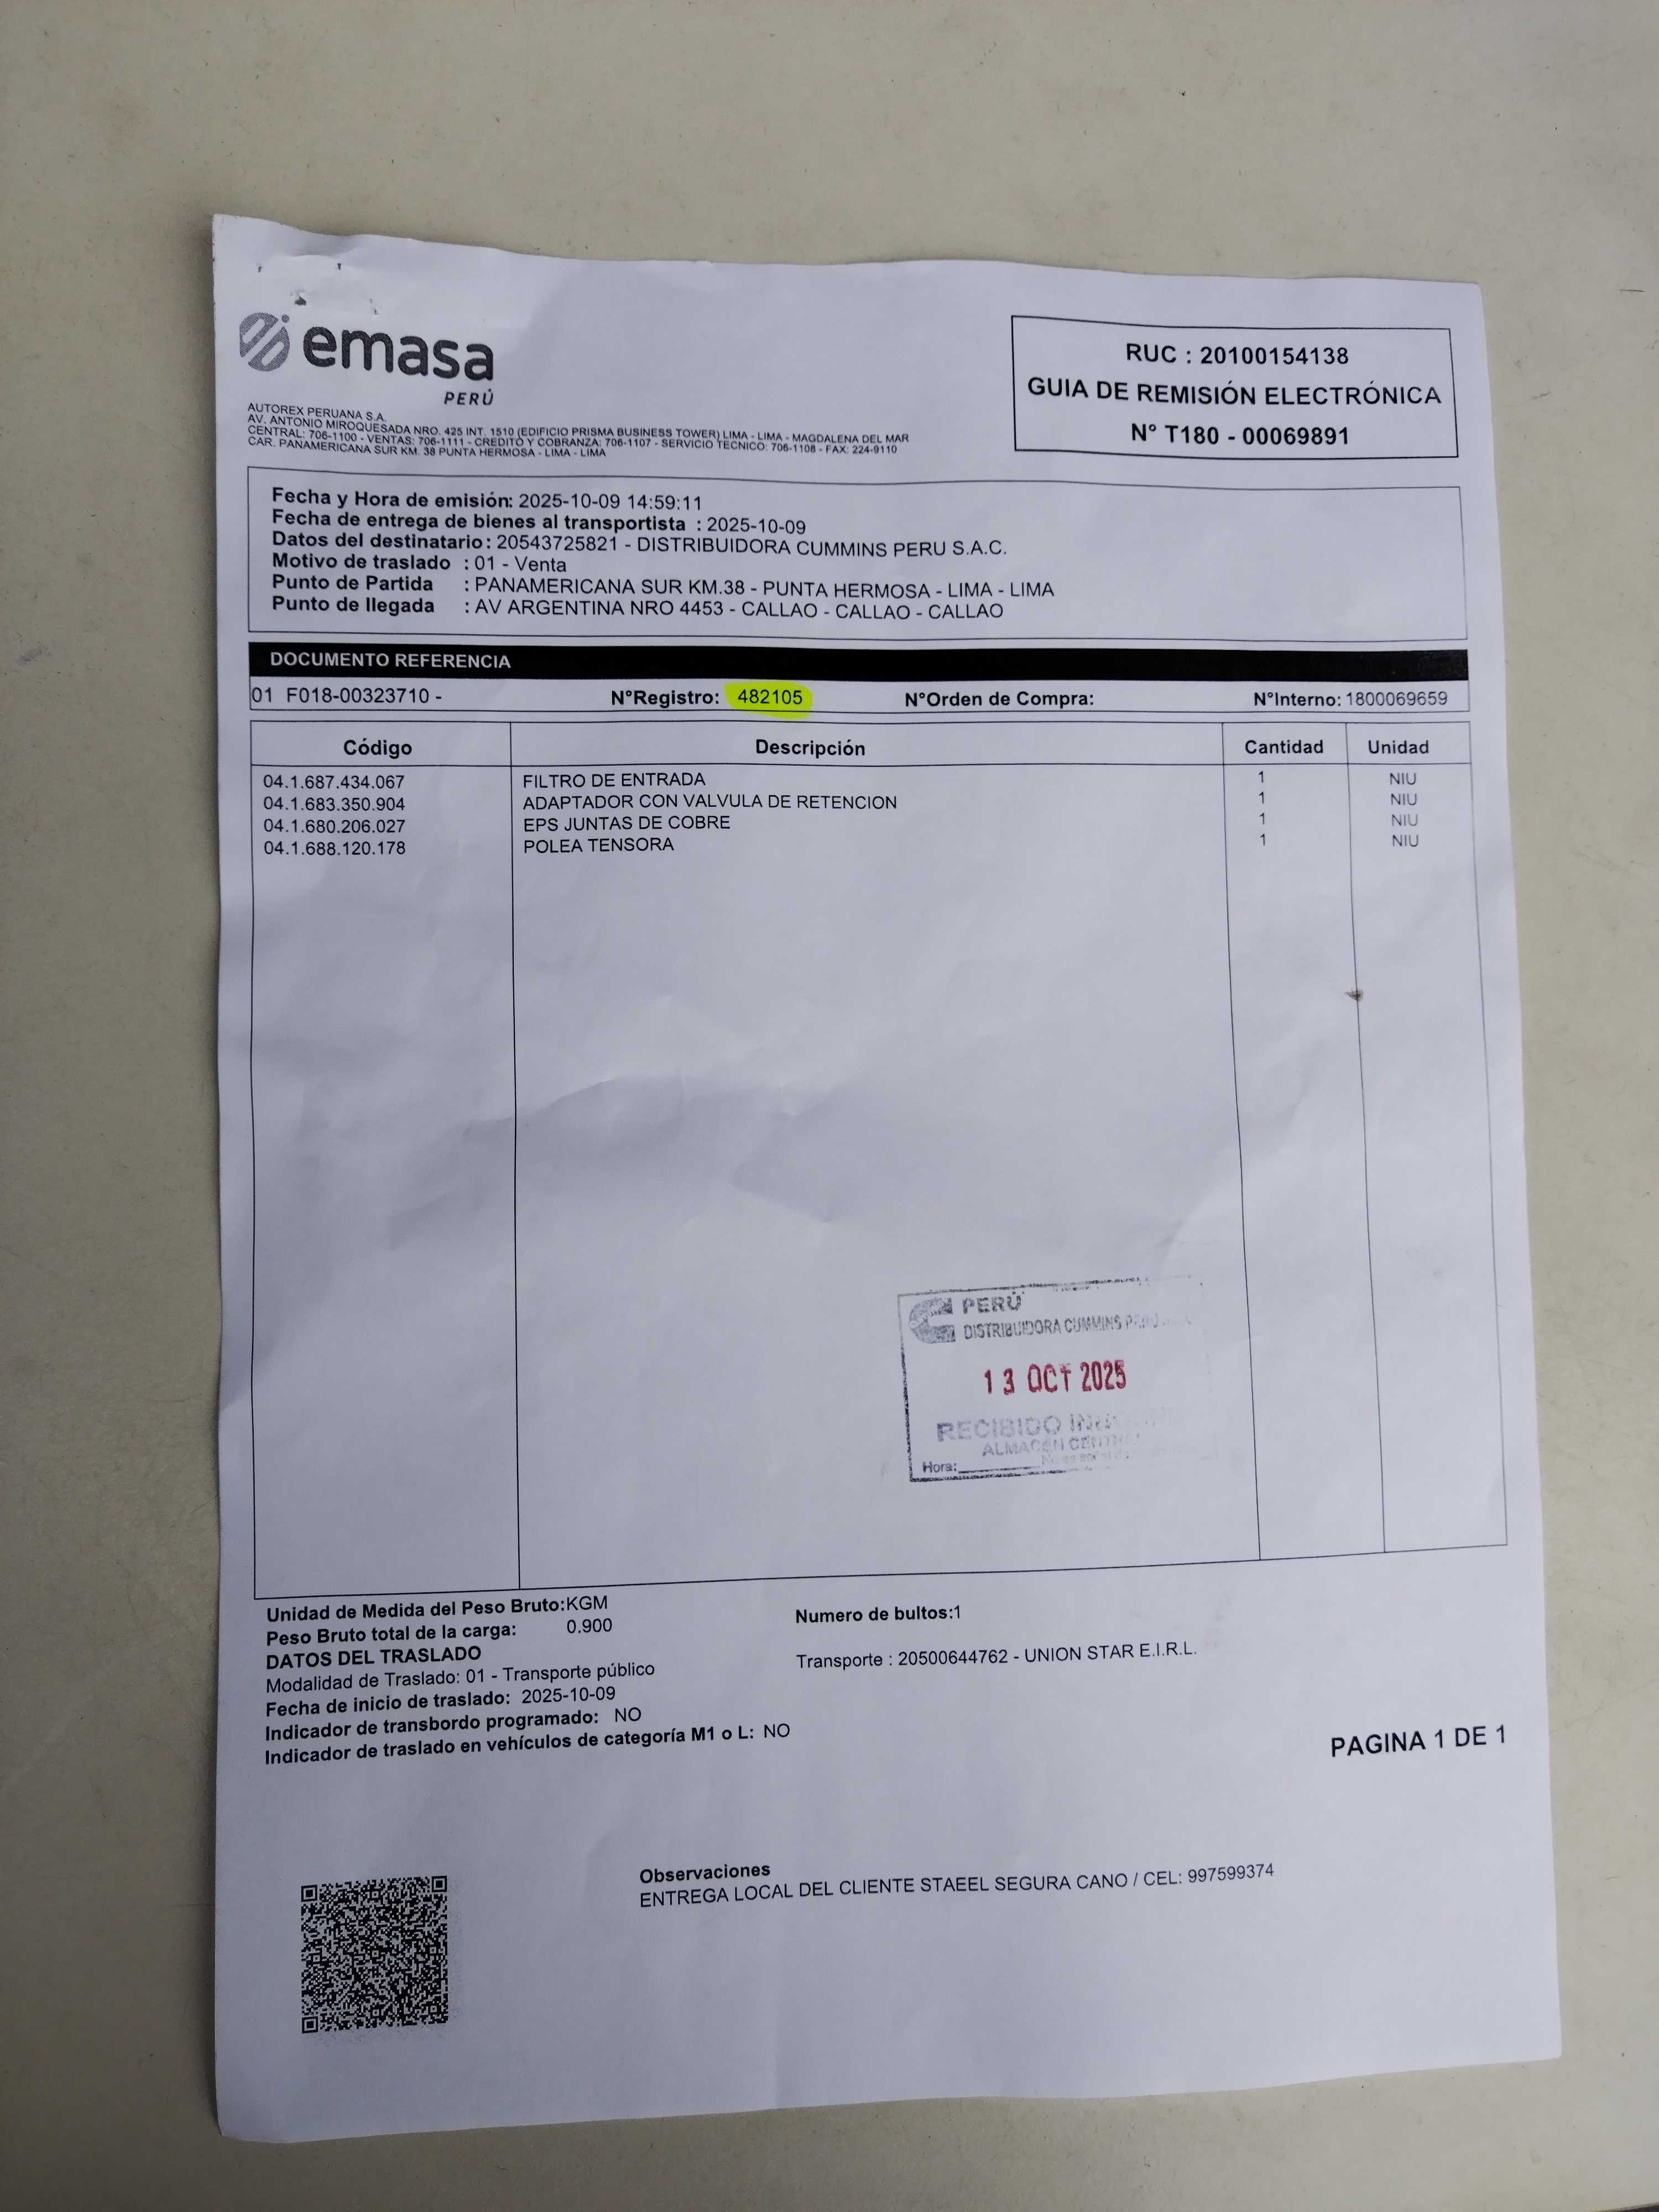 emasa
PERÚ
AUTOREX PERUANA S.A.
AV. ANTONIO MIROQUESADA NRO. 425 INT. 1510 (EDIFICIO PRISMA BUSINESS TOWER) LIMA - LIMA - MAGDALENA DEL MAR
CENTRAL: 706-1100 - VENTAS: 706-1111 - CREDITO Y COBRANZA: 706-1107 - SERVICIO TECNICO: 706-1108 - FAX: 224-9110
CAR. PANAMERICANA SUR KM. 38 PUNTA HERMOSA - LIMA - LIMA
RUC : 20100154138
GUIA DE REMISIÓN ELECTRÓNICA
N° T180 - 00069891
Fecha y Hora de emisión: 2025-10-09 14:59:11
Fecha de entrega de bienes al transportista : 2025-10-09
Datos del destinatario : 20543725821 - DISTRIBUIDORA CUMMINS PERU S.A.C.
Motivo de traslado : 01 - Venta
Punto de Partida : PANAMERICANA SUR KM.38 - PUNTA HERMOSA - LIMA - LIMA
Punto de llegada : AV ARGENTINA NRO 4453 - CALLAO - CALLAO - CALLAO
DOCUMENTO REFERENCIA
01 F018-00323710 - N°Registro: 482105 N°Orden de Compra: N°Interno: 1800069659
Código Descripción Cantidad Unidad
04.1.687.434.067 FILTRO DE ENTRADA 1 NIU
04.1.683.350.904 ADAPTADOR CON VALVULA DE RETENCION 1 NIU
04.1.680.206.027 EPS JUNTAS DE COBRE 1 NIU
04.1.688.120.178 POLEA TENSORA 1 NIU
PERÚ
DISTRIBUIDORA CUMMINS
13 OCT 2025
RECIBIDO
ALMACEN
Hora:
Unidad de Medida del Peso Bruto: KGM
Peso Bruto total de la carga: 0.900
Numero de bultos:1
DATOS DEL TRASLADO
Modalidad de Traslado: 01 - Transporte público
Transporte : 20500644762 - UNION STAR E.I.R.L.
Fecha de inicio de traslado: 2025-10-09
Indicador de transbordo programado: NO
Indicador de traslado en vehículos de categoría M1 o L: NO
PAGINA 1 DE 1
Observaciones
ENTREGA LOCAL DEL CLIENTE STAEEL SEGURA CANO / CEL: 997599374